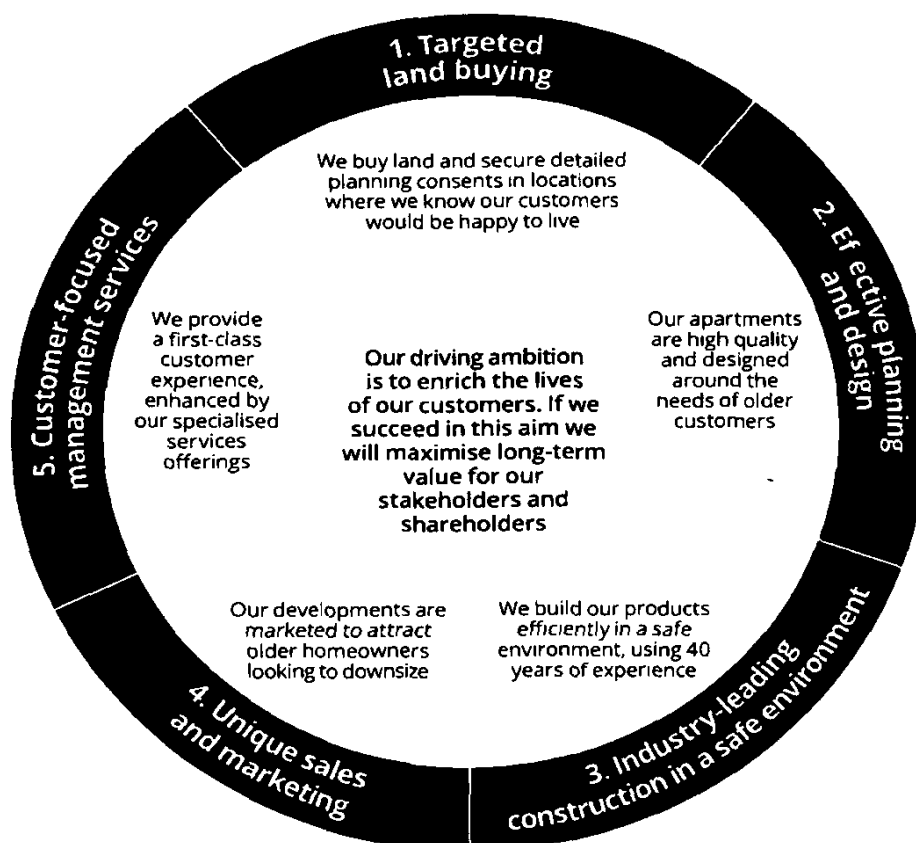 1. Targeted
land buying
We buy land and secure detailed
planning consents in locations
where we know our customers
would be happy to live
2. Ef ective planning
and design
Our apartments
are high quality
and designed
around the
needs of older
customers
3. Industry-leading
construction in a safe environment
We build our products
efficiently in a safe
environment, using 40
years of experience
4. Unique sales
and marketing
Our developments are
marketed to attract
older homeowners
looking to downsize
5. Customer-focused
management services
We provide
a first-class
customer
experience,
enhanced by
our specialised
services
offerings
Our driving ambition
is to enrich the lives
of our customers. If we
succeed in this aim we
will maximise long-term
value for our
stakeholders and
shareholders